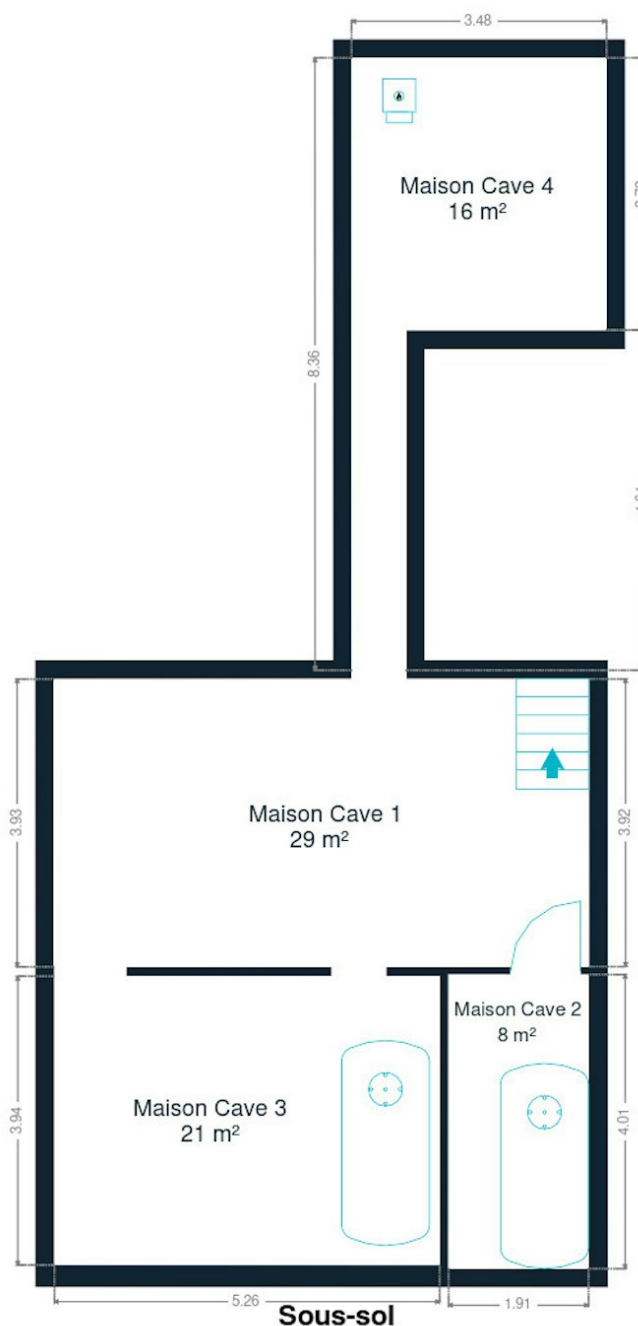 3.48
Maison Cave 4
16 m²
8.36
3.93
3.92
Maison Cave 1
29 m²
Maison Cave 2
8 m²
Maison Cave 3
21 m²
3.94
4.01
5.26
1.91
Sous-sol